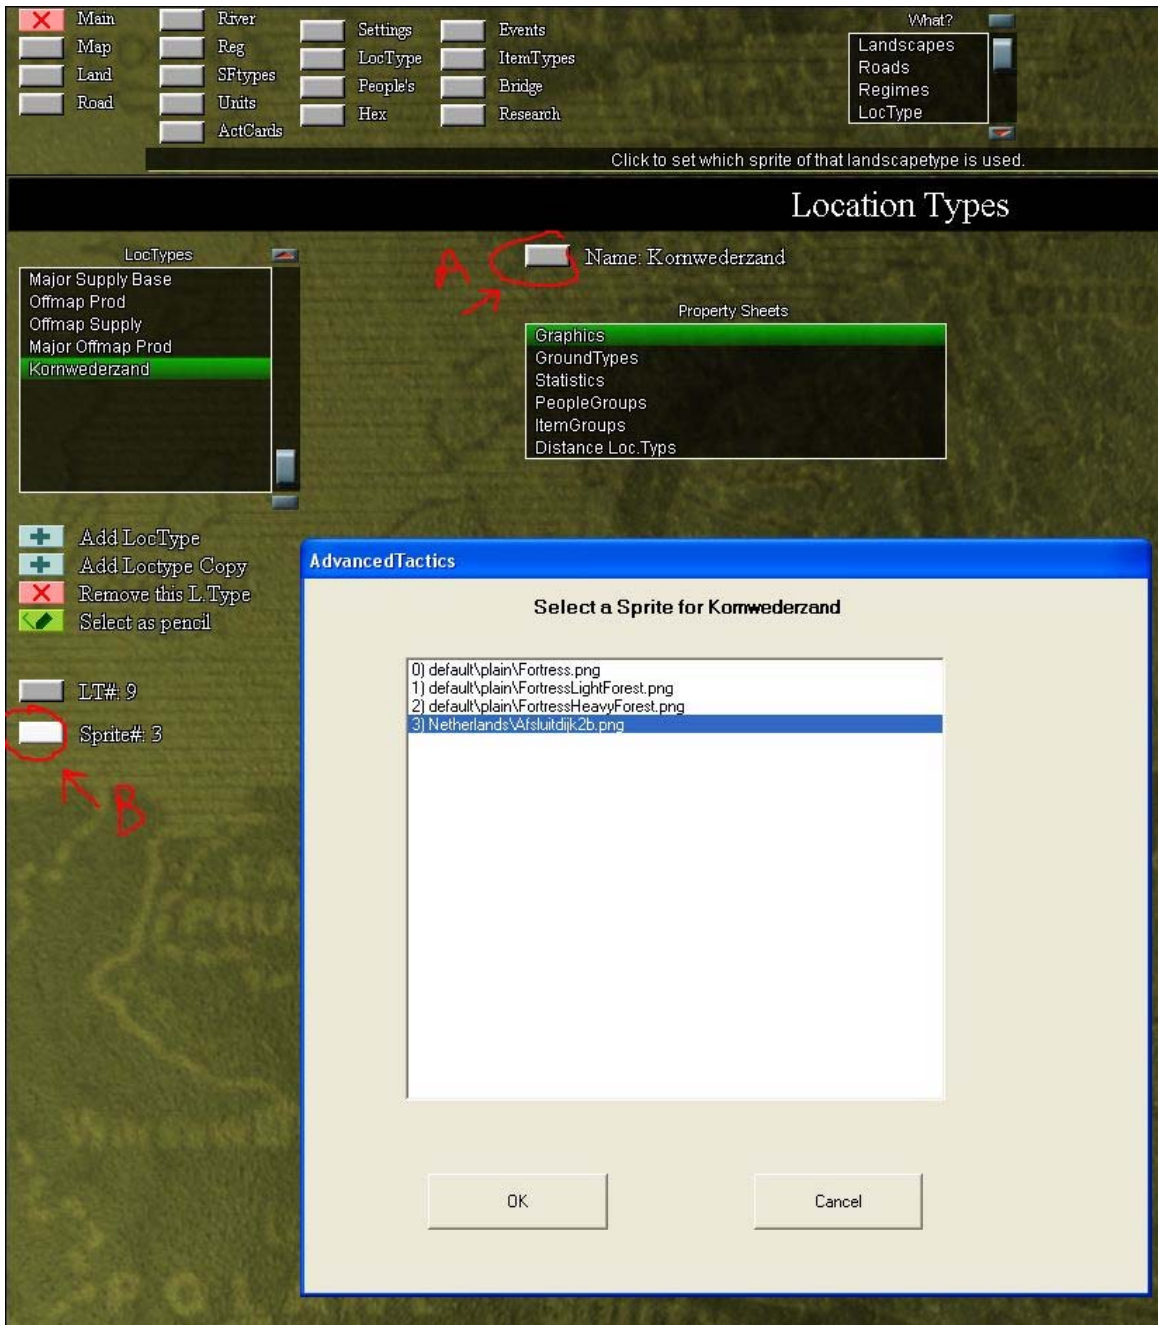 Main
Map
Land
Road
River
Reg
SFtypes
Units
ActCards
Settings
LocType
People's
Hex
Events
ItemTypes
Bridge
Research
What?
Landscapes
Roads
Regimes
LocType
Click to set which sprite of that landscapetype is used.
Location Types
LocTypes
Major Supply Base
Offmap Prod
Offmap Supply
Major Offmap Prod
Kornwederzand
A
Name: Kornwederzand
Property Sheets
Graphics
GroundTypes
Statistics
PeopleGroups
ItemGroups
Distance Loc.Typs
Add LocType
Add Loctype Copy
Remove this L.Type
Select as pencil
LT#: 9
Sprite#: 3
B
AdvancedTactics
Select a Sprite for Kornwederzand
0) default\plain\Fortress.png
1) default\plain\FortressLightForest.png
2) default\plain\FortressHeavyForest.png
3) Netherlands\Afsluitdijk2b.png
OK
Cancel